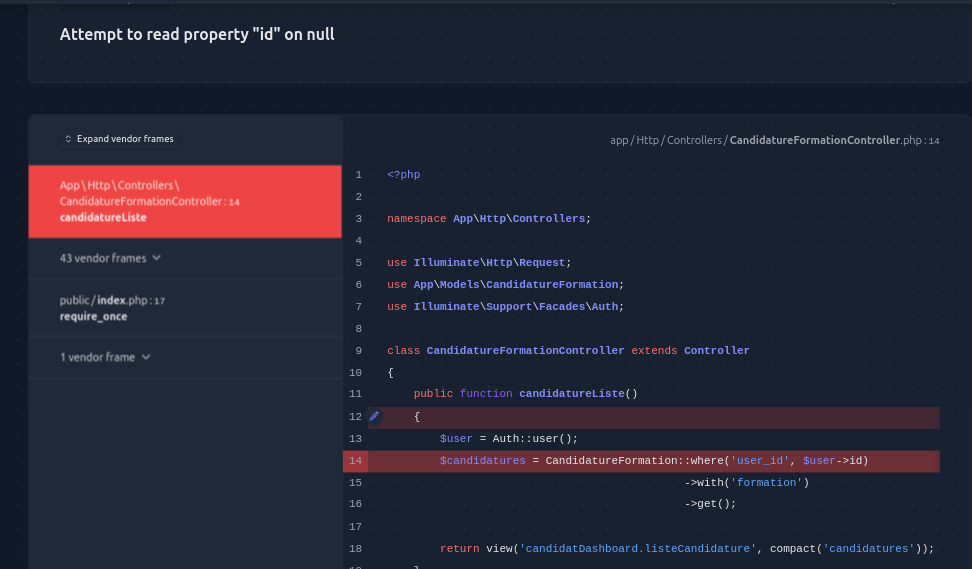 Attempt to read property "id" on null
Expand vendor frames
app / Http / Controllers / CandidatureFormationController.php : 14
App \ Http \ Controllers \
CandidatureFormationController : 14
candidatureListe
43 vendor frames
public / index.php : 17
require_once
1 vendor frame
1 <?php
2
3 namespace App\Http\Controllers;
4
5 use Illuminate\Http\Request;
6 use App\Models\CandidatureFormation;
7 use Illuminate\Support\Facades\Auth;
8
9 class CandidatureFormationController extends Controller
10 {
11     public function candidatureListe()
12     {
13         $user = Auth::user();
14         $candidatures = CandidatureFormation::where('user_id', $user->id)
15                                              ->with('formation')
16                                              ->get();
17
18         return view('candidatDashboard.listeCandidature', compact('candidatures'));